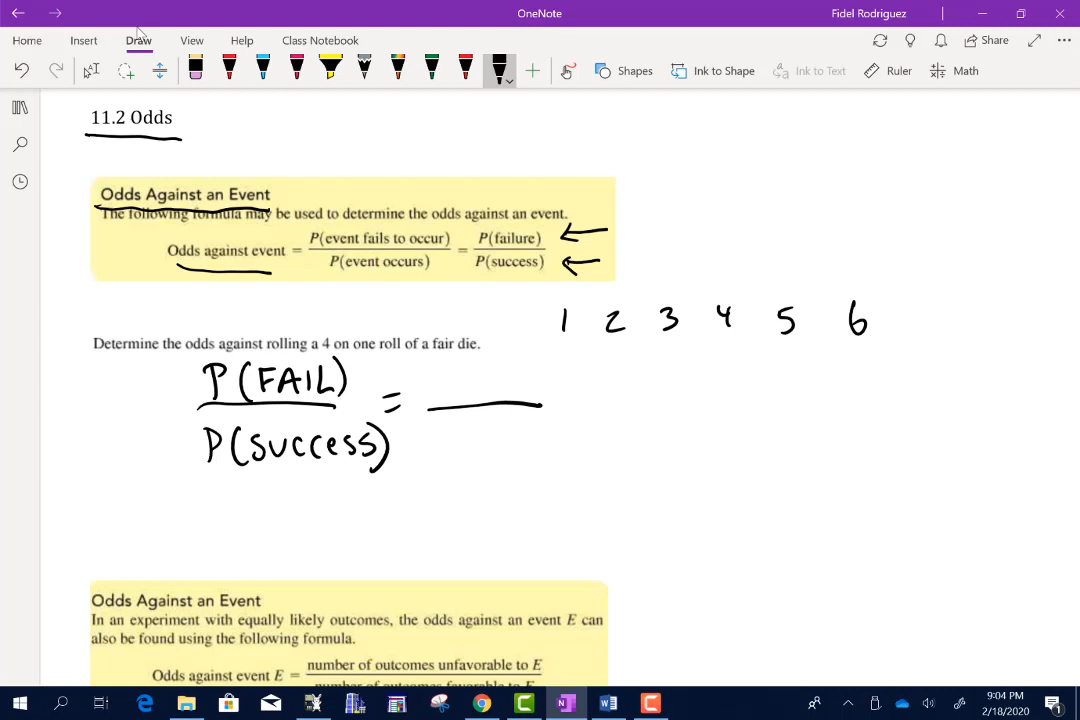 OneNote
Fidel Rodriguez
Home Insert Draw View Help Class Notebook Share
Shapes Ink to Shape Ink to Text Ruler Math
11.2 Odds
Odds Against an Event
The following formula may be used to determine the odds against an event.
Odds against event = P(event fails to occur) / P(event occurs) = P(failure) / P(success)
1 2 3 4 5 6
Determine the odds against rolling a 4 on one roll of a fair die.
P(FAIL)
=
P(success)
Odds Against an Event
In an experiment with equally likely outcomes, the odds against an event E can
also be found using the following formula.
Odds against event E = number of outcomes unfavorable to E / number of outcomes favorable to E
9:04 PM
2/18/2020